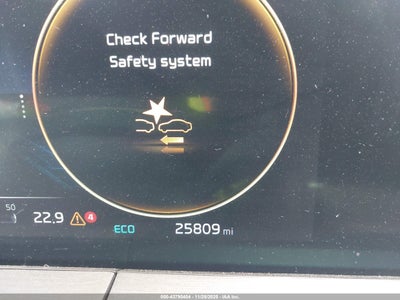 Check Forward
Safety system
50
22.9
4
ECO
25809 mi